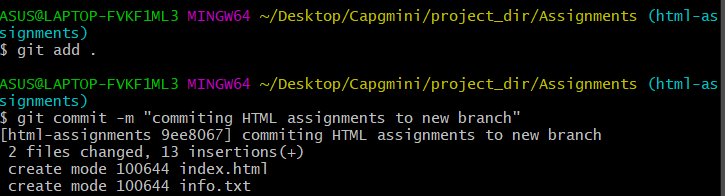 ASUS@LAPTOP-FVKF1ML3 MINGW64 ~/Desktop/Capgmini/project_dir/Assignments (html-as
signments)
$ git add .
ASUS@LAPTOP-FVKF1ML3 MINGW64 ~/Desktop/Capgmini/project_dir/Assignments (html-as
signments)
$ git commit -m "commiting HTML assignments to new branch"
[html-assignments 9ee8067] commiting HTML assignments to new branch
 2 files changed, 13 insertions(+)
 create mode 100644 index.html
 create mode 100644 info.txt